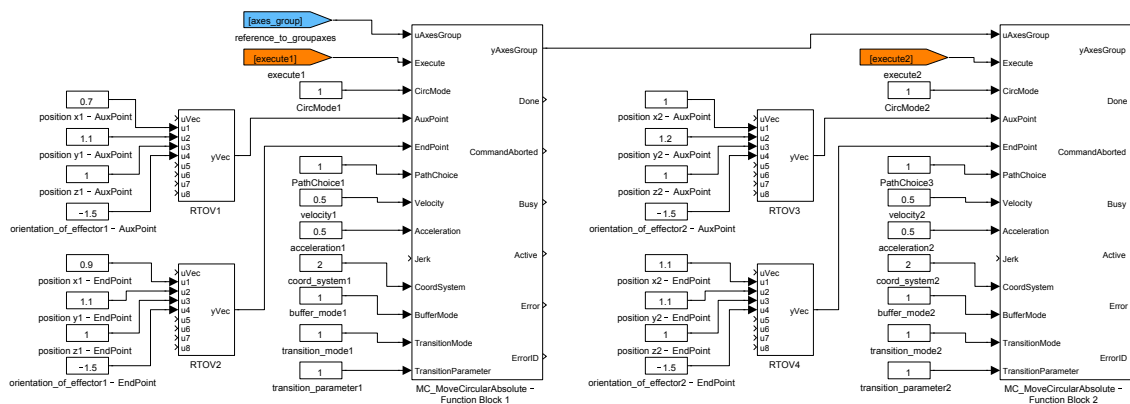 [axes_group]
reference_to_groupaxes
[execute1]
execute1
1
CircMode1
0.7
position x1 − AuxPoint
1.1
position y1 − AuxPoint
1
position z1 − AuxPoint
−1.5
orientation_of_effector1 − AuxPoint
uVec
u1
u2
u3
u4
u5
u6
u7
u8
yVec
RTOV1
0.9
position x1 − EndPoint
1.1
position y1 − EndPoint
1
position z1 − EndPoint
−1.5
orientation_of_effector1 − EndPoint
uVec
u1
u2
u3
u4
u5
u6
u7
u8
yVec
RTOV2
1
PathChoice1
0.5
velocity1
0.5
acceleration1
2
coord_system1
1
buffer_mode1
1
transition_mode1
1
transition_parameter1
uAxesGroup
Execute
CircMode
AuxPoint
EndPoint
PathChoice
Velocity
Acceleration
Jerk
CoordSystem
BufferMode
TransitionMode
TransitionParameter
yAxesGroup
Done
CommandAborted
Busy
Active
Error
ErrorID
MC_MoveCircularAbsolute −
Function Block 1
[execute2]
execute2
1
CircMode2
1
position x2 − AuxPoint
1.2
position y2 − AuxPoint
1
position z2 − AuxPoint
−1.5
orientation_of_effector2 − AuxPoint
uVec
u1
u2
u3
u4
u5
u6
u7
u8
yVec
RTOV3
1.1
position x2 − EndPoint
1.1
position y2 − EndPoint
1
position z2 − EndPoint
−1.5
orientation_of_effector2 − EndPoint
uVec
u1
u2
u3
u4
u5
u6
u7
u8
yVec
RTOV4
1
PathChoice3
0.5
velocity2
0.5
acceleration2
2
coord_system2
1
buffer_mode2
1
transition_mode2
1
transition_parameter2
uAxesGroup
Execute
CircMode
AuxPoint
EndPoint
PathChoice
Velocity
Acceleration
Jerk
CoordSystem
BufferMode
TransitionMode
TransitionParameter
yAxesGroup
Done
CommandAborted
Busy
Active
Error
ErrorID
MC_MoveCircularAbsolute −
Function Block 2